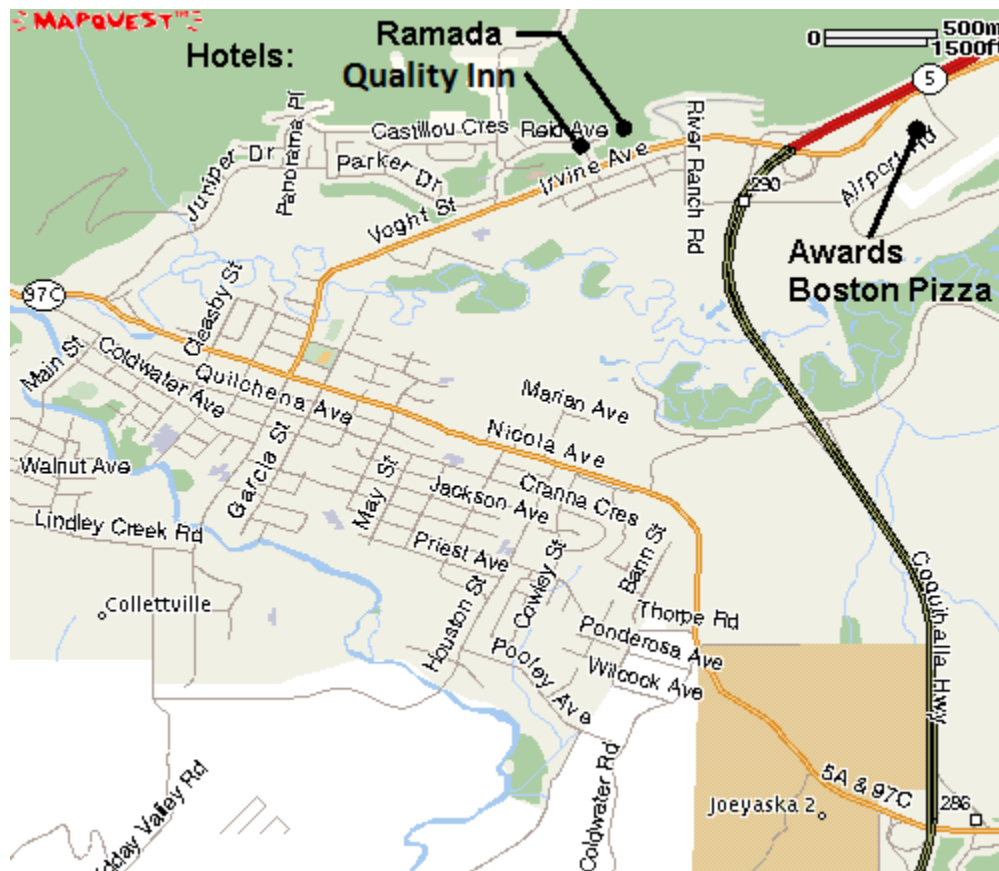 MAPQUEST
Hotels:
Ramada
Quality Inn
0
500m
1500ft
5
Castillou Cres
Reid Ave
Panorama Pl
Juniper Dr
Parker Dr
Irvine Ave
River Ranch Rd
Airport Rd
290
Voght St
Awards
Boston Pizza
97C
Cleasby St
Main St
Coldwater Ave
Quilchena Ave
Marian Ave
Nicola Ave
Walnut Ave
Garcia St
May St
Jackson Ave
Cranna Cres
Lindley Creek Rd
Priest Ave
Cowley St
Bann St
Coquihalla Hwy
Collettville
Houston St
Thorpe Rd
Ponderosa Ave
Pooley Ave
Wilcock Ave
Coldwater Rd
5A & 97C
Joeyaska 2
286
dday Valley Rd